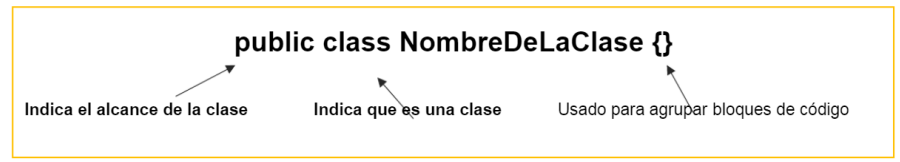 public class NombreDeLaClase {}
Indica el alcance de la clase
Indica que es una clase
Usado para agrupar bloques de código